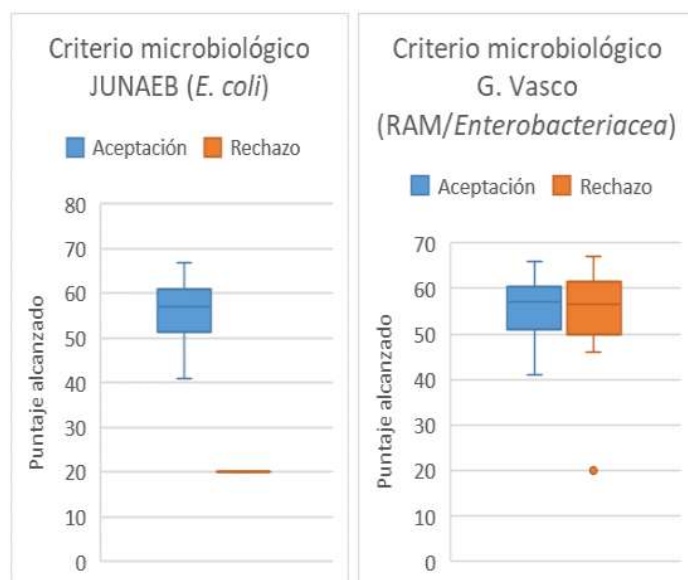 Criterio microbiológico
JUNAEB (E. coli)
Aceptación Rechazo
Puntaje alcanzado
80
70
60
50
40
30
20
10
0
Criterio microbiológico
G. Vasco
(RAM/Enterobacteriacea)
Aceptación Rechazo
Puntaje alcanzado
70
60
50
40
30
20
10
0